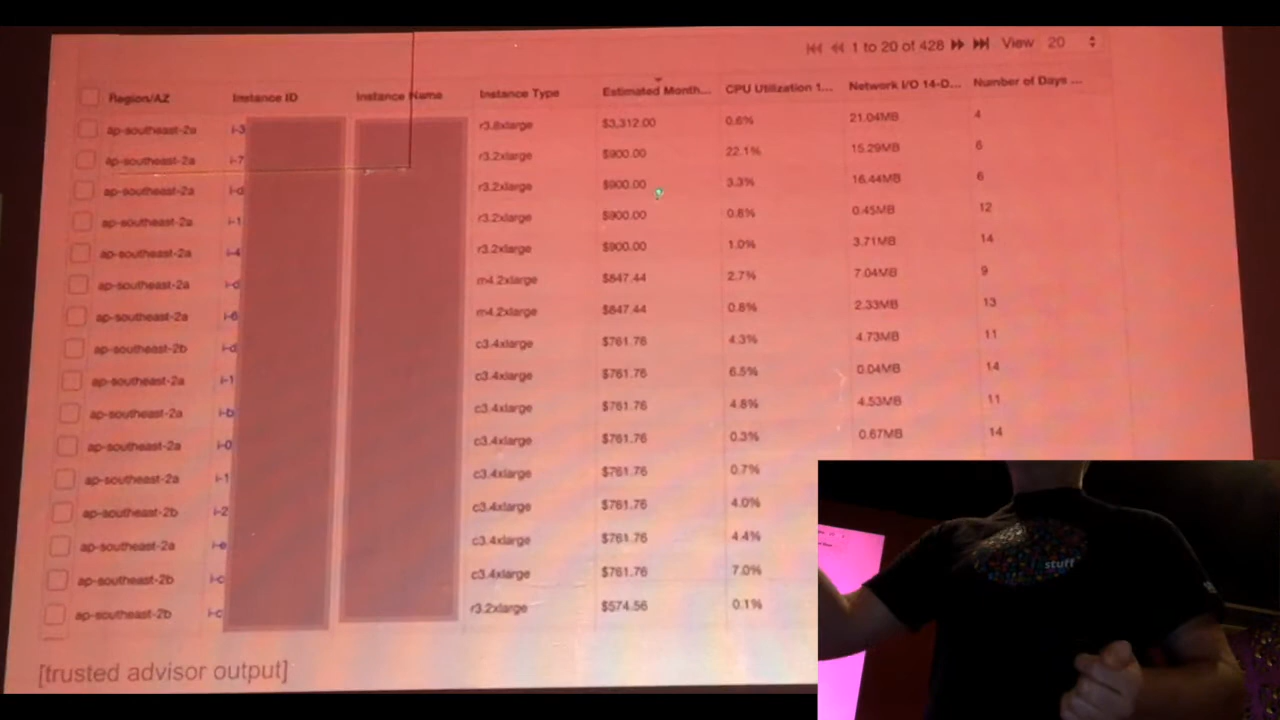 1 to 20 of 428 View 20
Region/AZ Instance ID Instance Name Instance Type Estimated Month... CPU Utilization 1... Network I/O 14-D... Number of Days ...
ap-southeast-2a i-3 r3.8xlarge $3,312.00 0.6% 21.04MB 4
ap-southeast-2a i-7 r3.2xlarge $900.00 22.1% 15.29MB 6
ap-southeast-2a i-d r3.2xlarge $900.00 3.3% 16.44MB 6
ap-southeast-2a i-1 r3.2xlarge $900.00 0.8% 0.45MB 12
ap-southeast-2a i-4 r3.2xlarge $900.00 1.0% 3.71MB 14
ap-southeast-2a i-d m4.2xlarge $847.44 2.7% 7.04MB 9
ap-southeast-2a i-6 m4.2xlarge $847.44 0.8% 2.33MB 13
ap-southeast-2b i-d c3.4xlarge $761.76 4.3% 4.73MB 11
ap-southeast-2a i-1 c3.4xlarge $761.76 6.5% 0.04MB 14
ap-southeast-2a i-b c3.4xlarge $761.76 4.8% 4.53MB 11
ap-southeast-2a i-0 c3.4xlarge $761.76 0.3% 0.67MB 14
ap-southeast-2a i-1 c3.4xlarge $761.76 0.7%
ap-southeast-2b i-2 c3.4xlarge $761.76 4.0%
ap-southeast-2a i-e c3.4xlarge $761.76 4.4%
ap-southeast-2b i-c c3.4xlarge $761.76 7.0%
ap-southeast-2b i-c r3.2xlarge $574.56 0.1%
[trusted advisor output]
stuff